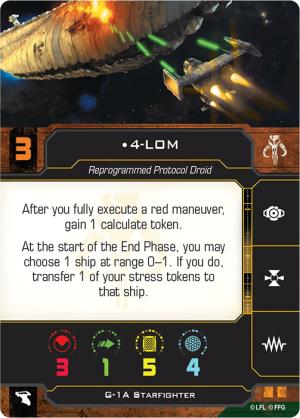 •4-LOM
3
Reprogrammed Protocol Droid
After you fully execute a red maneuver,
gain 1 calculate token.
At the start of the End Phase, you may
choose 1 ship at range 0–1. If you do,
transfer 1 of your stress tokens to
that ship.
3 1 5 4
G-1A Starfighter
©LFL ©FFG